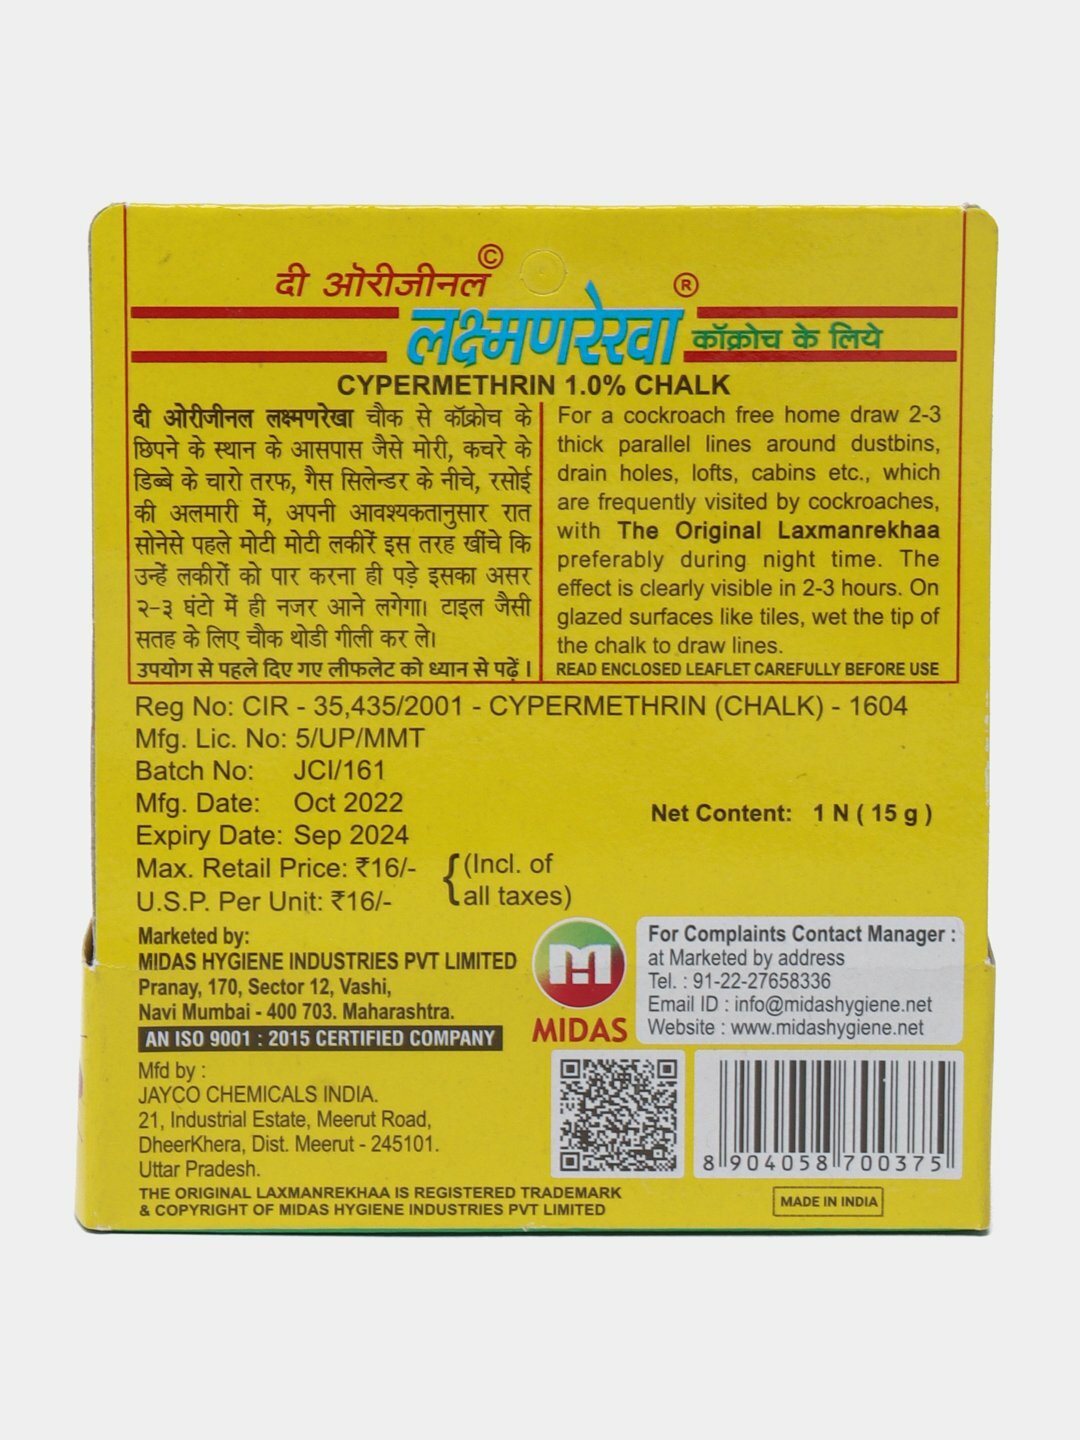 दी ऒरीजीनल ©
लक्ष्मणरेखा ® कॉक्रोच के लिये
CYPERMETHRIN 1.0% CHALK
दी ओरीजीनल लक्ष्मणरेखा चौक से कॉक्रोच के
छिपने के स्थान के आसपास जैसे मोरी, कचरे के
डिब्बे के चारो तरफ, गैस सिलेन्डर के नीचे, रसोई
की अलमारी में, अपनी आवश्यकतानुसार रात
सोनेसे पहले मोटी मोटी लकीरें इस तरह खींचे कि
उन्हें लकीरों को पार करना ही पड़े इसका असर
२-३ घंटो में ही नजर आने लगेगा। टाइल जैसी
सतह के लिए चौक थोडी गीली कर ले।
उपयोग से पहले दिए गए लीफलेट को ध्यान से पढ़ें ।
For a cockroach free home draw 2-3
thick parallel lines around dustbins,
drain holes, lofts, cabins etc., which
are frequently visited by cockroaches,
with The Original Laxmanrekhaa
preferably during night time. The
effect is clearly visible in 2-3 hours. On
glazed surfaces like tiles, wet the tip of
the chalk to draw lines.
READ ENCLOSED LEAFLET CAREFULLY BEFORE USE
Reg No: CIR - 35,435/2001 - CYPERMETHRIN (CHALK) - 1604
Mfg. Lic. No: 5/UP/MMT
Batch No: JCI/161
Mfg. Date: Oct 2022
Expiry Date: Sep 2024
Max. Retail Price: ₹16/- (Incl. of
U.S.P. Per Unit: ₹16/- all taxes)
Net Content: 1 N ( 15 g )
Marketed by:
MIDAS HYGIENE INDUSTRIES PVT LIMITED
Pranay, 170, Sector 12, Vashi,
Navi Mumbai - 400 703. Maharashtra.
AN ISO 9001 : 2015 CERTIFIED COMPANY
MIDAS
For Complaints Contact Manager :
at Marketed by address
Tel. : 91-22-27658336
Email ID : info@midashygiene.net
Website : www.midashygiene.net
Mfd by :
JAYCO CHEMICALS INDIA.
21, Industrial Estate, Meerut Road,
DheerKhera, Dist. Meerut - 245101.
Uttar Pradesh.
8 904058 700375
THE ORIGINAL LAXMANREKHAA IS REGISTERED TRADEMARK
& COPYRIGHT OF MIDAS HYGIENE INDUSTRIES PVT LIMITED
MADE IN INDIA